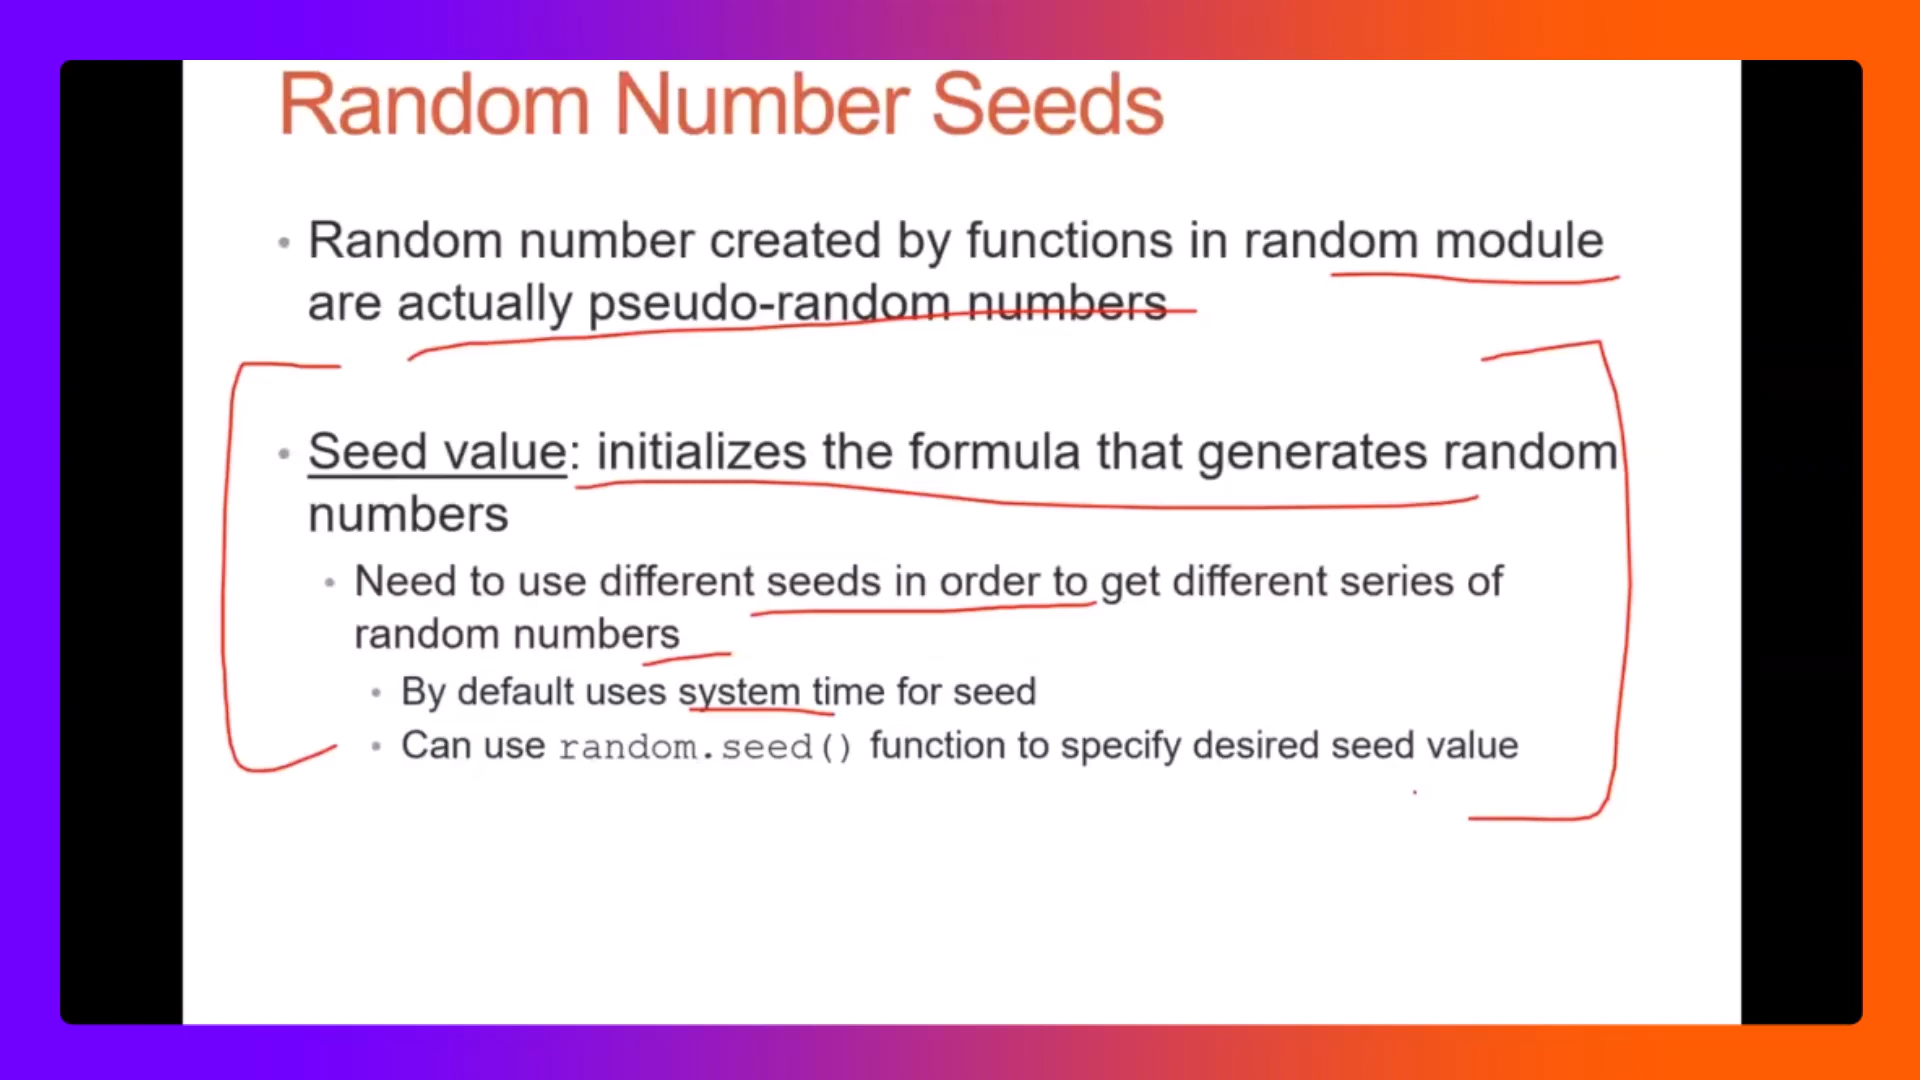 Random Number Seeds
• Random number created by functions in random module
are actually pseudo-random numbers
• Seed value: initializes the formula that generates random
numbers
• Need to use different seeds in order to get different series of
random numbers
• By default uses system time for seed
• Can use random.seed() function to specify desired seed value